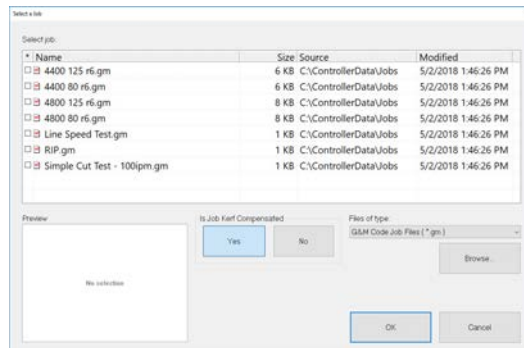 Select a Job
Select job:
* Name Size Source Modified
4400 125 r6.gm 6 KB C:\ControllerData\Jobs 5/2/2018 1:46:26 PM
4400 80 r6.gm 6 KB C:\ControllerData\Jobs 5/2/2018 1:46:26 PM
4800 125 r6.gm 8 KB C:\ControllerData\Jobs 5/2/2018 1:46:26 PM
4800 80 r6.gm 8 KB C:\ControllerData\Jobs 5/2/2018 1:46:26 PM
Line Speed Test.gm 1 KB C:\ControllerData\Jobs 5/2/2018 1:46:26 PM
RIP.gm 1 KB C:\ControllerData\Jobs 5/2/2018 1:46:26 PM
Simple Cut Test - 100ipm.gm 1 KB C:\ControllerData\Jobs 5/2/2018 1:46:26 PM
Preview Is Job Kerf Compensated Files of type:
Yes No G&M Code Job Files ( *.gm )
Browse...
No selection
OK Cancel